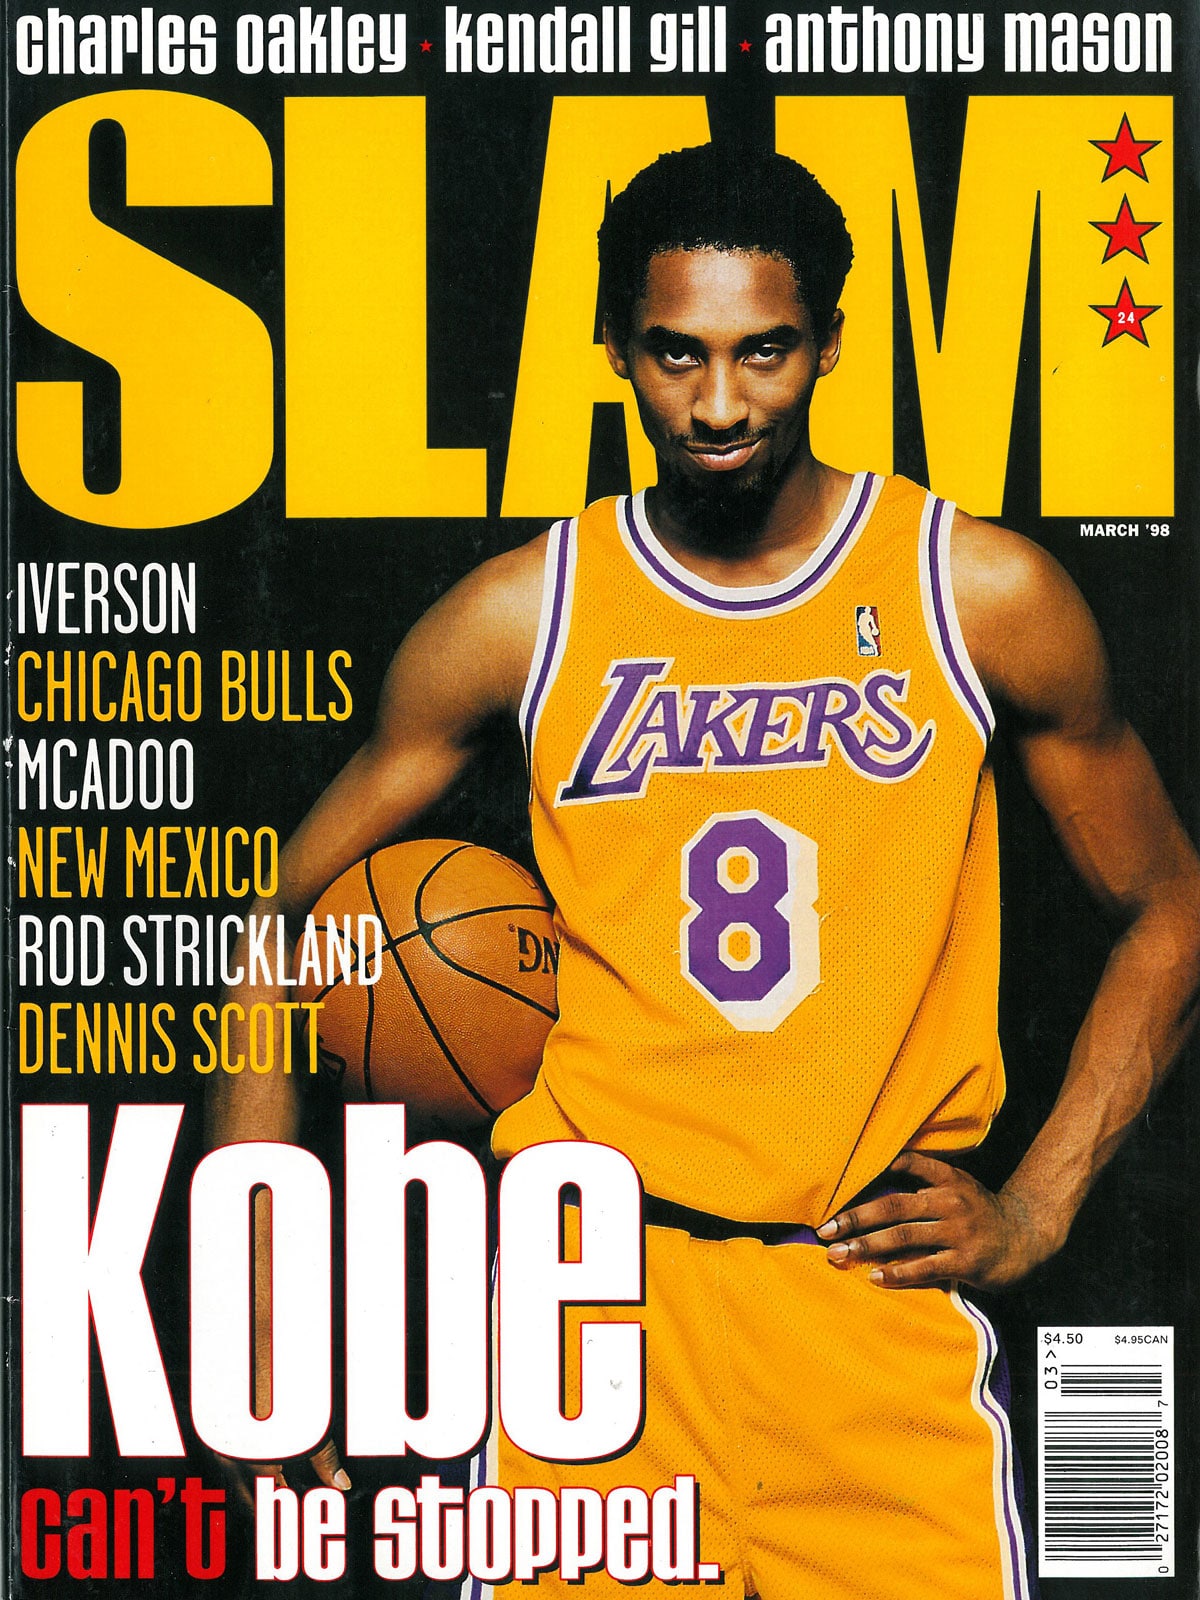 charles oakley ★ kendall gill ★ anthony mason
SLAM
24
MARCH '98
IVERSON
CHICAGO BULLS
MCADOO
NEW MEXICO
ROD STRICKLAND
DENNIS SCOTT
LAKERS
8
Kobe
can't be stopped.
$4.50 $4.95CAN
03>
0 27172 02008 7